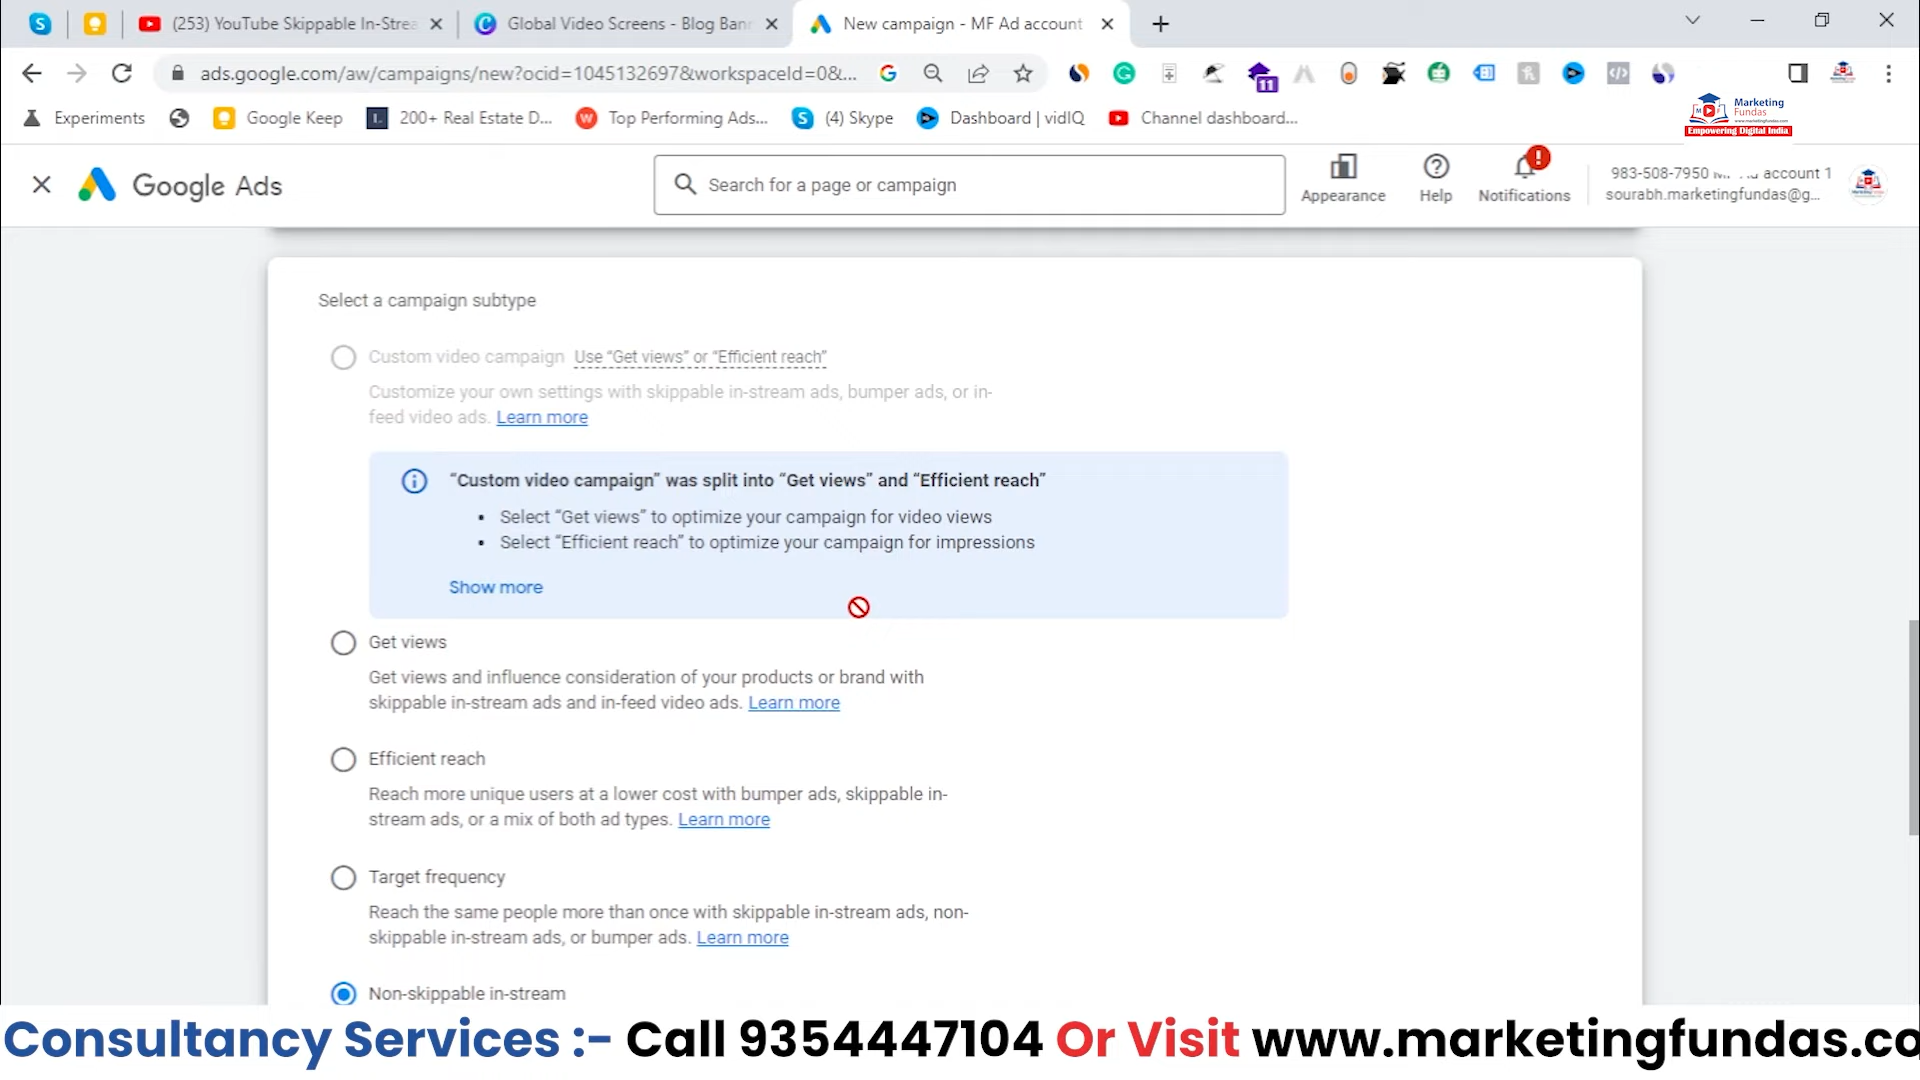 (253) YouTube Skippable In-Strea
Global Video Screens - Blog Ban
New campaign - MF Ad account
ads.google.com/aw/campaigns/new?ocid=1045132697&workspaceId=0&...
11
Experiments
Google Keep
200+ Real Estate D...
Top Performing Ads...
(4) Skype
Dashboard | vidIQ
Channel dashboard...
Marketing
Fundas
www.marketingfundas.com
Empowering Digital India
Google Ads
Search for a page or campaign
Appearance
Help
Notifications
983-508-7950 account 1
sourabh.marketingfundas@g...
Select a campaign subtype
Custom video campaign Use “Get views” or “Efficient reach”
Customize your own settings with skippable in-stream ads, bumper ads, or in-
feed video ads. Learn more
“Custom video campaign” was split into “Get views” and “Efficient reach”
• Select “Get views” to optimize your campaign for video views
• Select “Efficient reach” to optimize your campaign for impressions
Show more
Get views
Get views and influence consideration of your products or brand with
skippable in-stream ads and in-feed video ads. Learn more
Efficient reach
Reach more unique users at a lower cost with bumper ads, skippable in-
stream ads, or a mix of both ad types. Learn more
Target frequency
Reach the same people more than once with skippable in-stream ads, non-
skippable in-stream ads, or bumper ads. Learn more
Non-skippable in-stream
Consultancy Services :- Call 9354447104 Or Visit www.marketingfundas.co